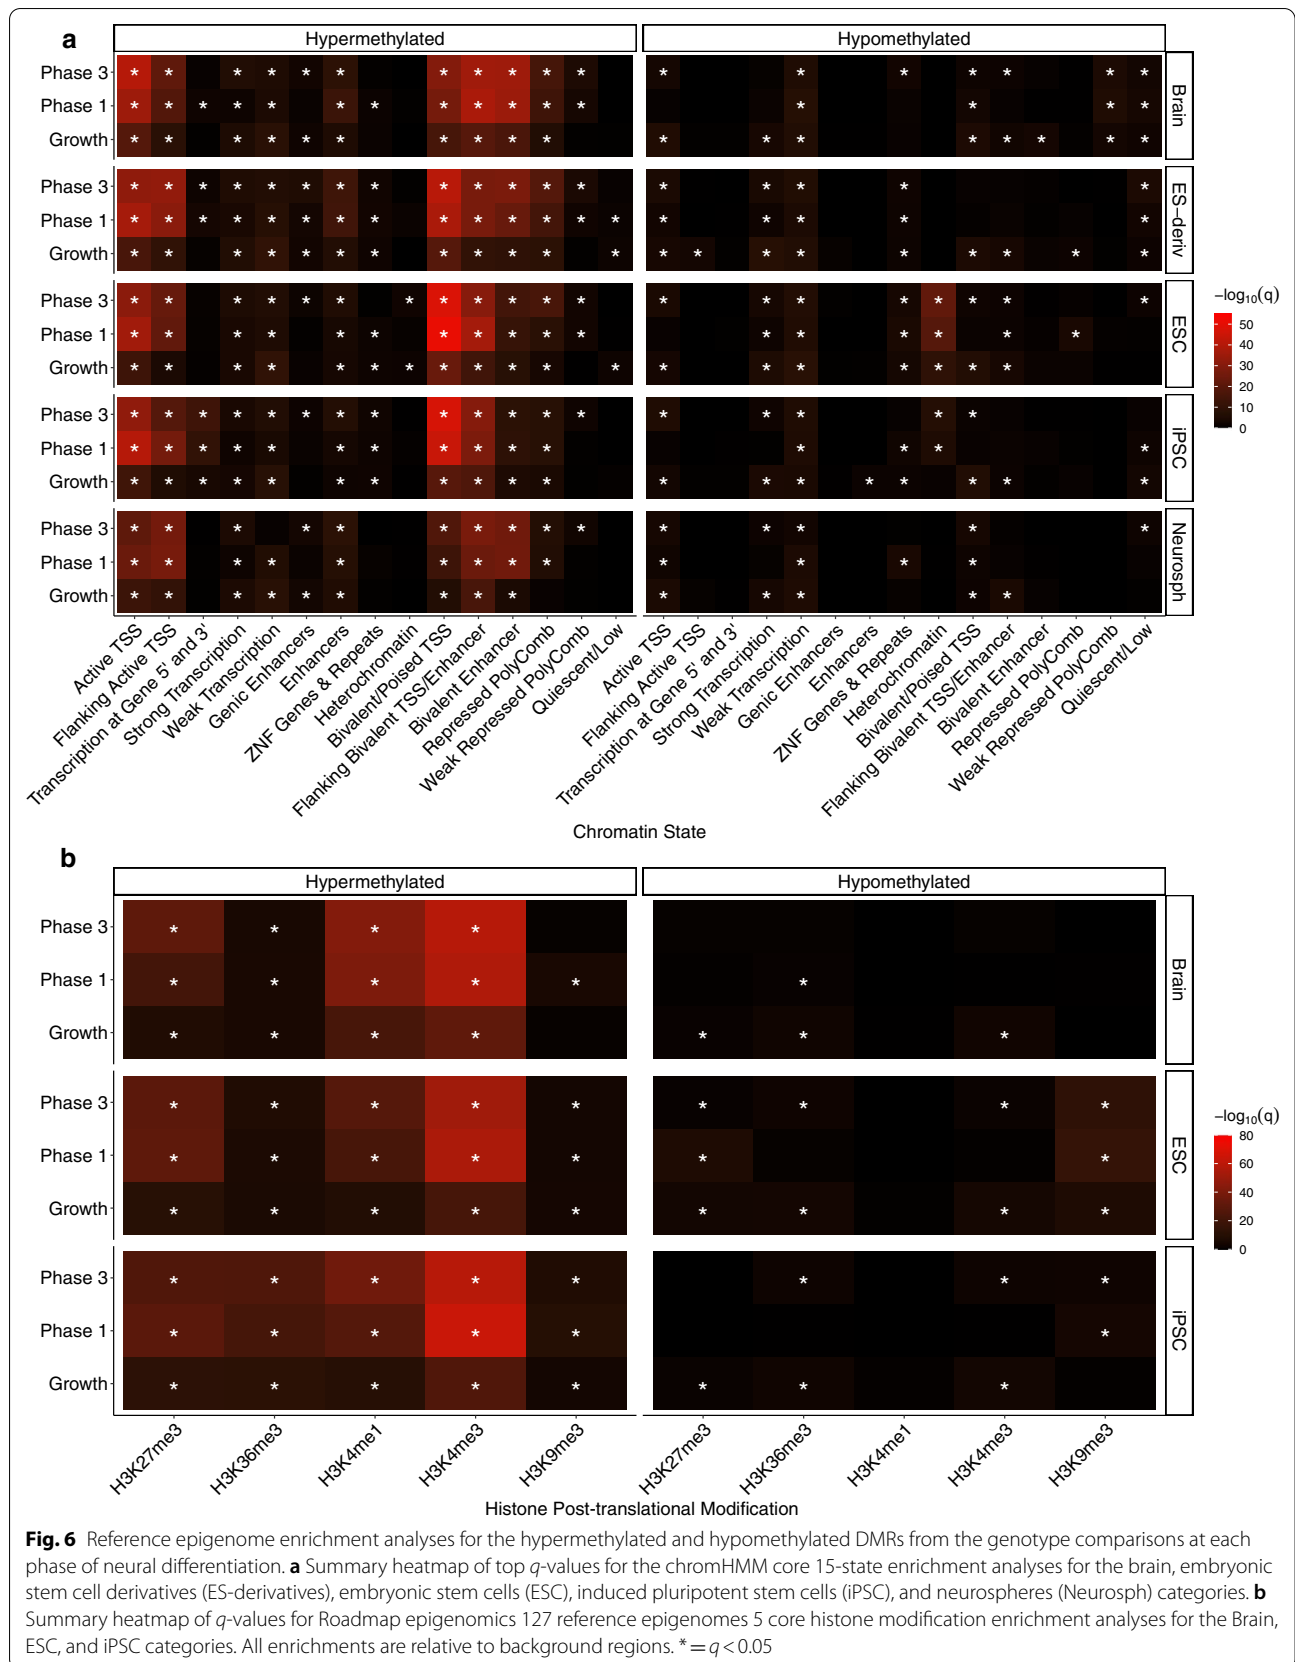 a
Hypermethylated
Hypomethylated
Phase 3
* * * * * * * * * * * * * * * * * *
Phase 1
* * * * * * * * * * * * * * * *
Growth
* * * * * * * * * * * * * * * * * *
Brain
Phase 3
Phase 1
Growth
ES–deriv
Phase 3
Phase 1
Growth
ESC
Phase 3
Phase 1
Growth
iPSC
Phase 3
Phase 1
Growth
Neurosph
−log10(q)
50
40
30
20
10
0
Active TSS
Flanking Active TSS
Transcription at Gene 5' and 3'
Strong Transcription
Weak Transcription
Genic Enhancers
Enhancers
ZNF Genes & Repeats
Heterochromatin
Bivalent/Poised TSS
Flanking Bivalent TSS/Enhancer
Bivalent Enhancer
Repressed PolyComb
Weak Repressed PolyComb
Quiescent/Low
Active TSS
Flanking Active TSS
Transcription at Gene 5' and 3'
Strong Transcription
Weak Transcription
Genic Enhancers
Enhancers
ZNF Genes & Repeats
Heterochromatin
Bivalent/Poised TSS
Flanking Bivalent TSS/Enhancer
Bivalent Enhancer
Repressed PolyComb
Weak Repressed PolyComb
Quiescent/Low
Chromatin State
b
Hypermethylated
Hypomethylated
Phase 3
Phase 1
Growth
Brain
Phase 3
Phase 1
Growth
ESC
Phase 3
Phase 1
Growth
iPSC
−log10(q)
80
60
40
20
0
H3K27me3
H3K36me3
H3K4me1
H3K4me3
H3K9me3
H3K27me3
H3K36me3
H3K4me1
H3K4me3
H3K9me3
Histone Post-translational Modification
Fig. 6 Reference epigenome enrichment analyses for the hypermethylated and hypomethylated DMRs from the genotype comparisons at each
phase of neural differentiation. a Summary heatmap of top q-values for the chromHMM core 15-state enrichment analyses for the brain, embryonic
stem cell derivatives (ES-derivatives), embryonic stem cells (ESC), induced pluripotent stem cells (iPSC), and neurospheres (Neurosph) categories. b
Summary heatmap of q-values for Roadmap epigenomics 127 reference epigenomes 5 core histone modification enrichment analyses for the Brain,
ESC, and iPSC categories. All enrichments are relative to background regions. * = q < 0.05